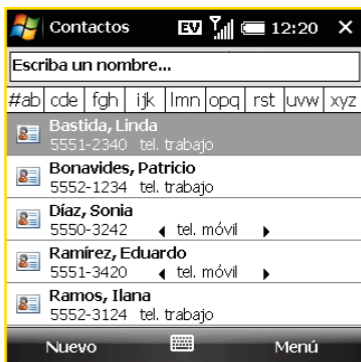 Contactos EV 12:20
Escriba un nombre...
#ab cde fgh ijk lmn opq rst uvw xyz
Bastida, Linda
5551-2340 tel. trabajo
Bonavides, Patricio
5552-1234 tel. trabajo
Díaz, Sonia
5550-3242 tel. móvil
Ramírez, Eduardo
5551-3420 tel. móvil
Ramos, Ilana
5552-3124 tel. trabajo
Nuevo Menú